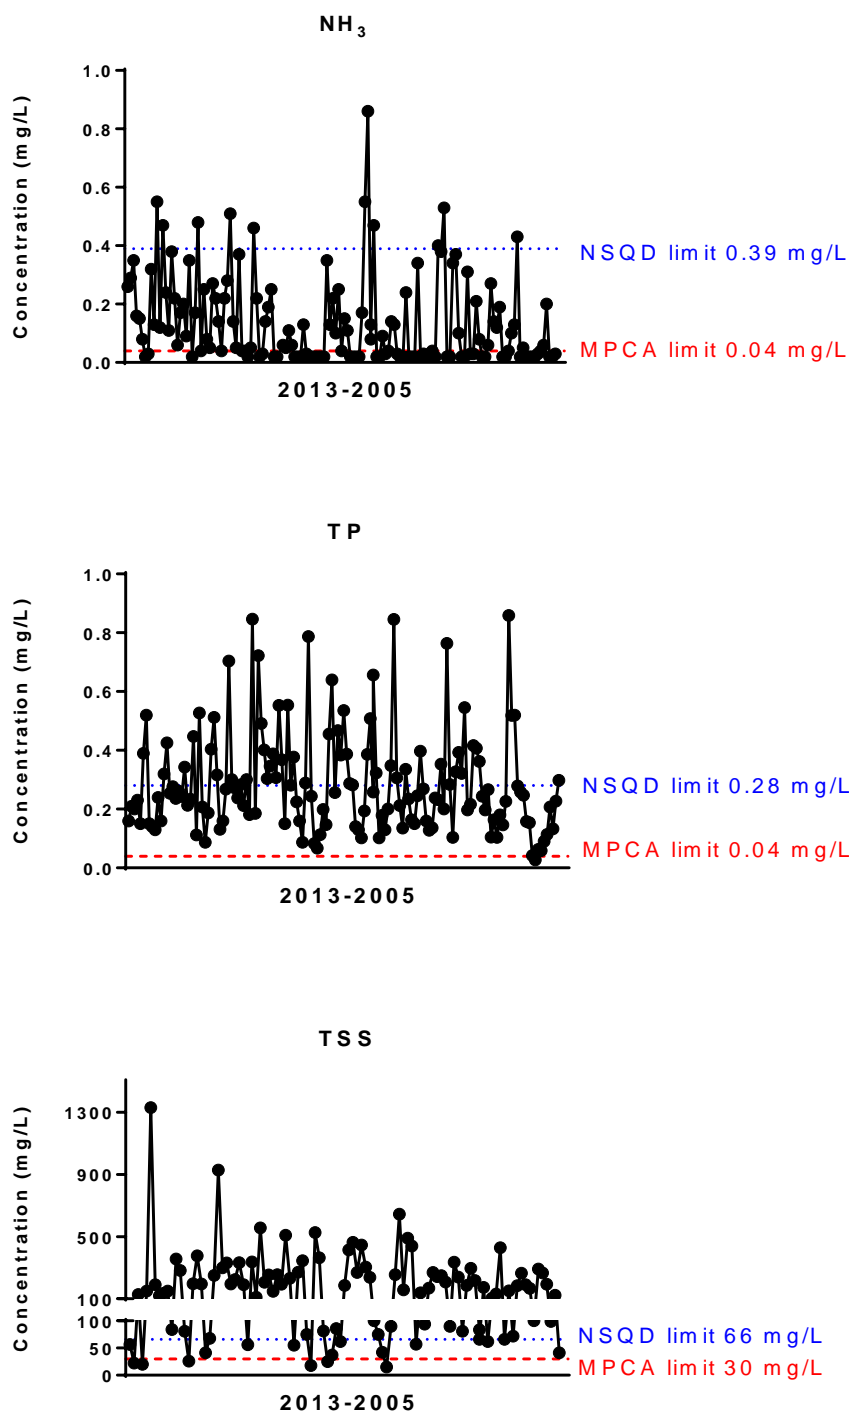 NH3
Concentration (mg/L)
1.0
0.8
0.6
0.4
0.2
0.0
NSQD limit 0.39 mg/L
MPCA limit 0.04 mg/L
2013-2005
TP
Concentration (mg/L)
1.0
0.8
0.6
0.4
0.2
0.0
NSQD limit 0.28 mg/L
MPCA limit 0.04 mg/L
2013-2005
TSS
Concentration (mg/L)
1300
900
500
100
100
50
0
NSQD limit 66 mg/L
MPCA limit 30 mg/L
2013-2005